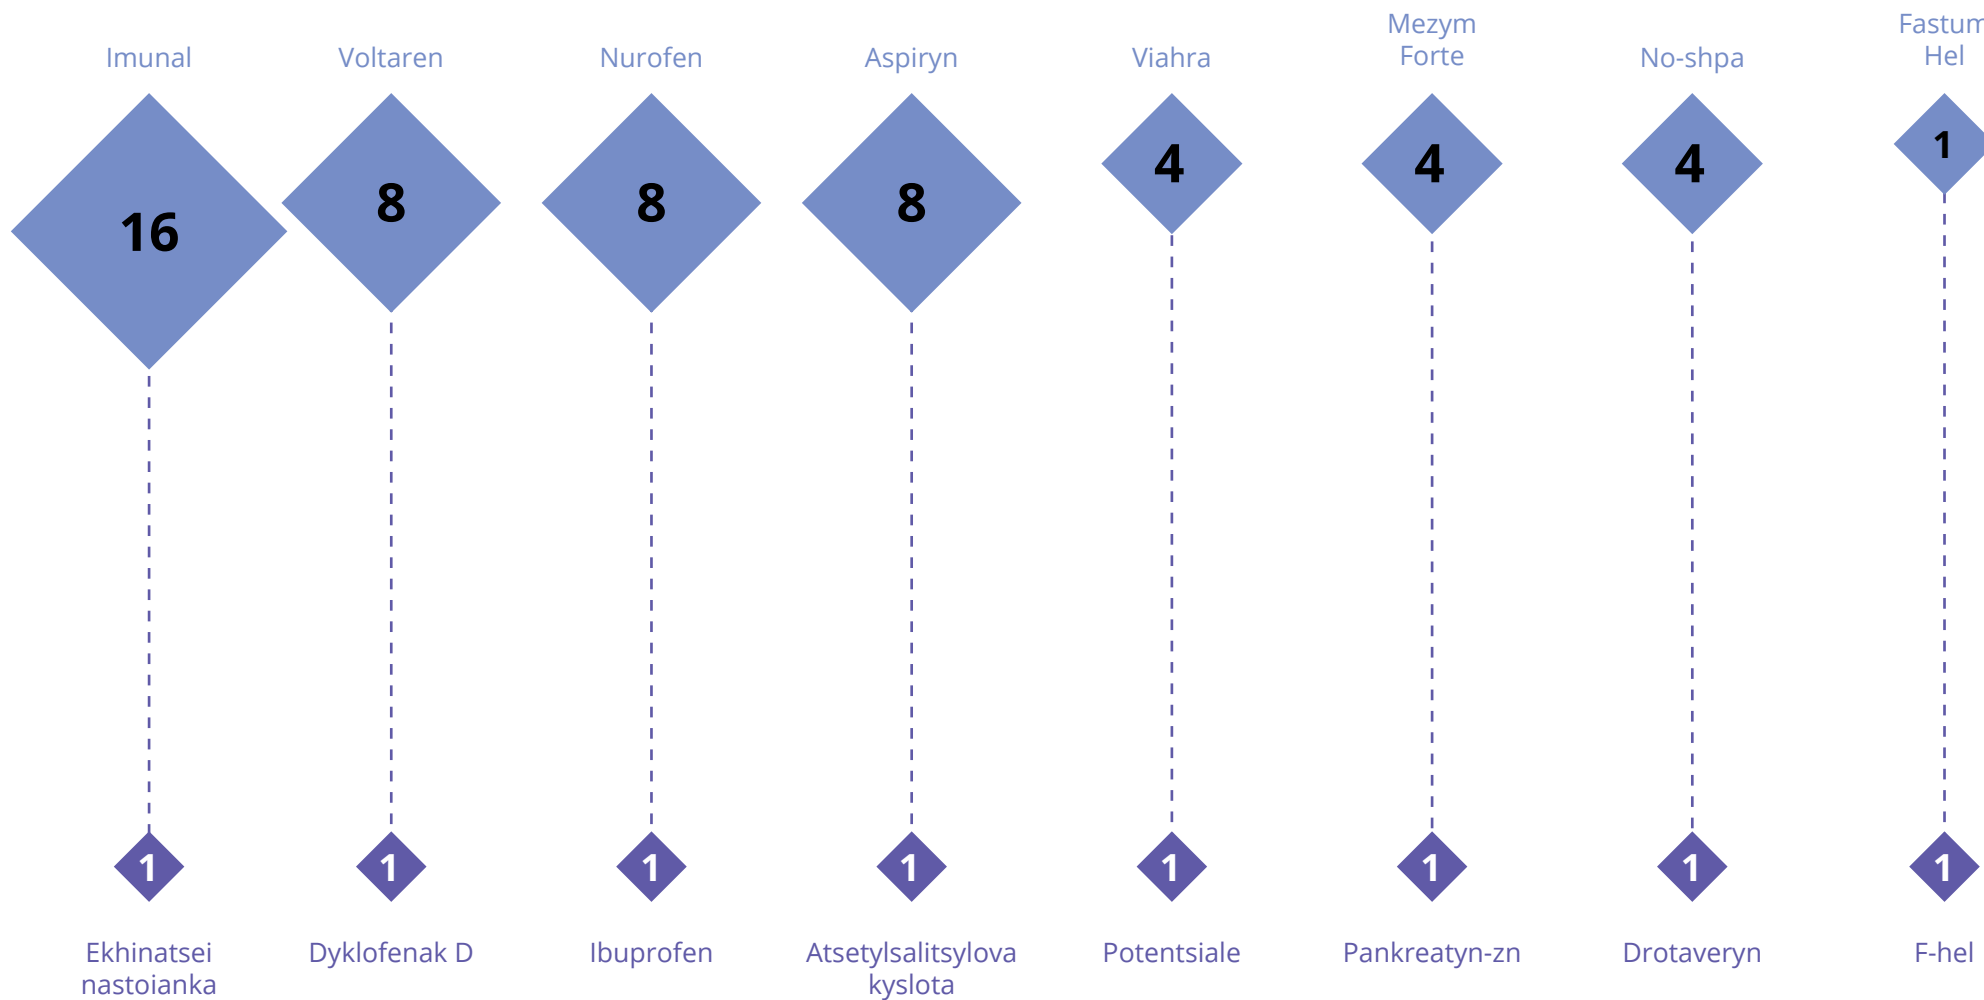 Imunal
Voltaren
Nurofen
Aspiryn
Viahra
Mezym
Forte
No-shpa
Fastum
Hel
16
8
8
8
4
4
4
1
1
1
1
1
1
1
1
1
Ekhinatsei
nastoianka
Dyklofenak D
Ibuprofen
Atsetylsalitsylova
kyslota
Potentsiale
Pankreatyn-zn
Drotaveryn
F-hel